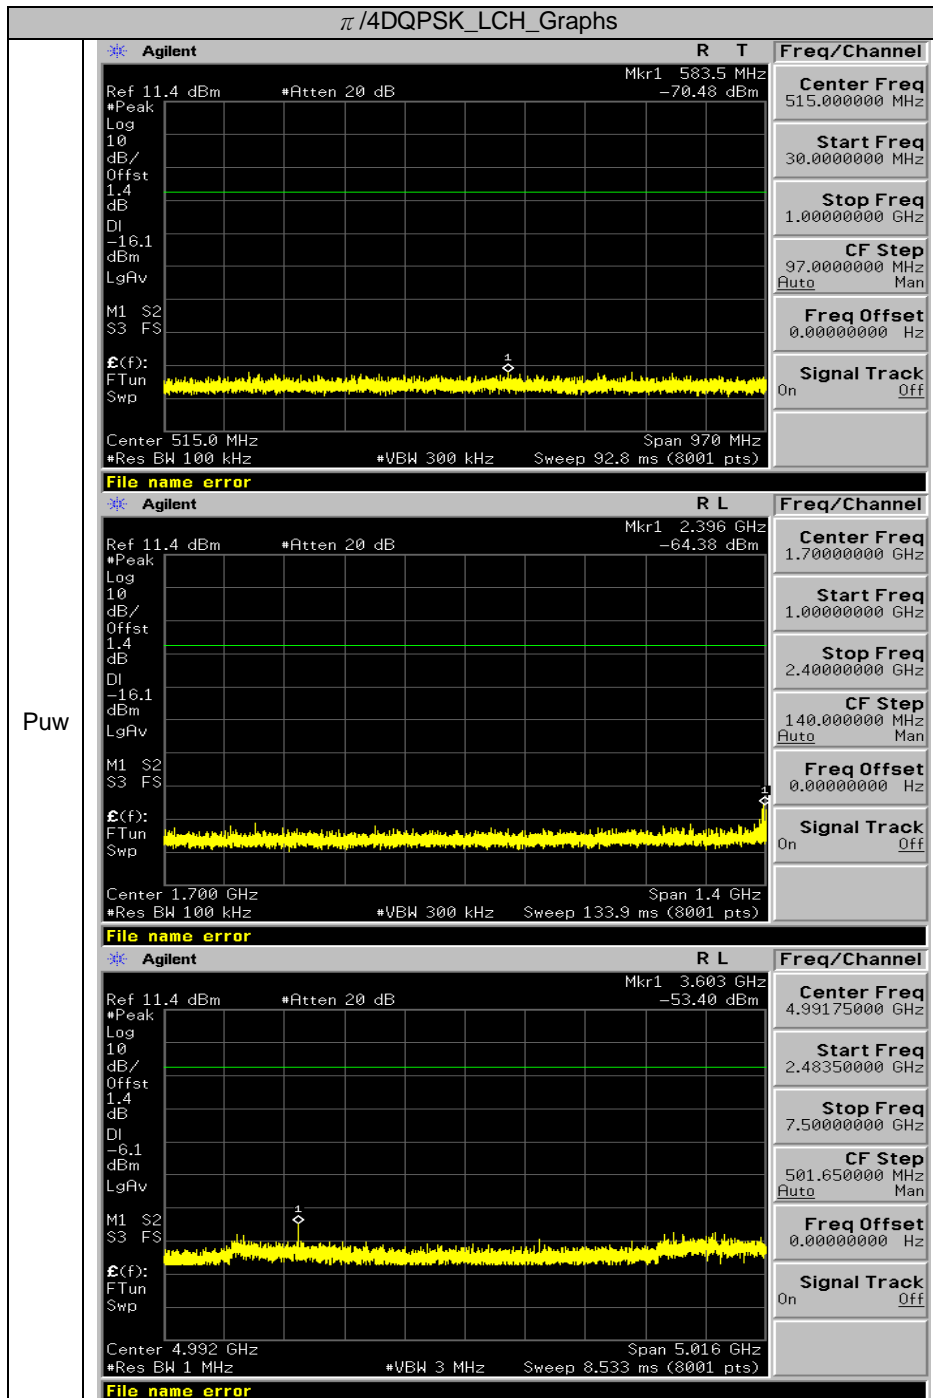 π/4DQPSK_LCH_Graphs
Puw
Agilent R T
Freq/Channel
Mkr1 583.5 MHz
Ref 11.4 dBm #Atten 20 dB -70.48 dBm
#Peak
Log
10
dB/
Offst
1.4
dB
DI
-16.1
dBm
LgAv
M1 S2
S3 FS
£(f):
FTun
Swp
1
Center 515.0 MHz Span 970 MHz
#Res BW 100 kHz #VBW 300 kHz Sweep 92.8 ms (8001 pts)
File name error
Center Freq
515.000000 MHz
Start Freq
30.0000000 MHz
Stop Freq
1.00000000 GHz
CF Step
97.0000000 MHz
Auto Man
Freq Offset
0.00000000 Hz
Signal Track
On Off
Agilent R L
Freq/Channel
Mkr1 2.396 GHz
Ref 11.4 dBm #Atten 20 dB -64.38 dBm
#Peak
Log
10
dB/
Offst
1.4
dB
DI
-16.1
dBm
LgAv
M1 S2
S3 FS
£(f):
FTun
Swp
1
Center 1.700 GHz Span 1.4 GHz
#Res BW 100 kHz #VBW 300 kHz Sweep 133.9 ms (8001 pts)
File name error
Center Freq
1.70000000 GHz
Start Freq
1.00000000 GHz
Stop Freq
2.40000000 GHz
CF Step
140.000000 MHz
Auto Man
Freq Offset
0.00000000 Hz
Signal Track
On Off
Agilent R L
Freq/Channel
Mkr1 3.603 GHz
Ref 11.4 dBm #Atten 20 dB -53.40 dBm
#Peak
Log
10
dB/
Offst
1.4
dB
DI
-6.1
dBm
LgAv
M1 S2
S3 FS
£(f):
FTun
Swp
1
Center 4.992 GHz Span 5.016 GHz
#Res BW 1 MHz #VBW 3 MHz Sweep 8.533 ms (8001 pts)
File name error
Center Freq
4.99175000 GHz
Start Freq
2.48350000 GHz
Stop Freq
7.50000000 GHz
CF Step
501.650000 MHz
Auto Man
Freq Offset
0.00000000 Hz
Signal Track
On Off